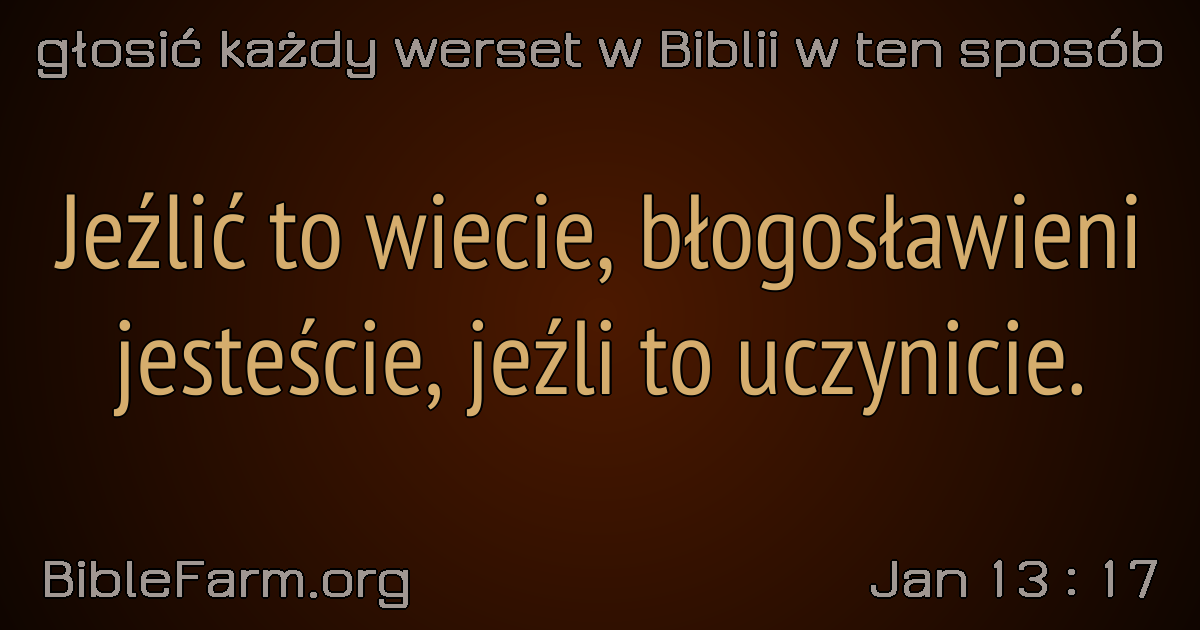 głosić każdy werset w Biblii w ten sposób
Jeźlić to wiecie, błogosławieni
jesteście, jeźli to uczynicie.
BibleFarm.org
Jan 13 : 17